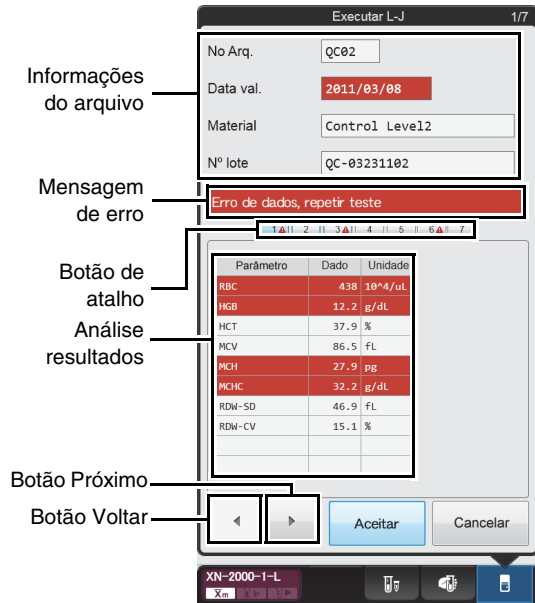 Executar L-J 1/7
No Arq. QC02
Data val. 2011/03/08
Material Control Level2
Nº lote QC-03231102
Informações
do arquivo
Mensagem
de erro
Erro de dados, repetir teste
1 2 3 4 5 6 7
Botão de
atalho
Análise
resultados
Parâmetro Dado Unidade
RBC 438 10^4/uL
HGB 12.2 g/dL
HCT 37.9 %
MCV 86.5 fL
MCH 27.9 pg
MCHC 32.2 g/dL
RDW-SD 46.9 fL
RDW-CV 15.1 %
Botão Próximo
Botão Voltar
Aceitar Cancelar
XN-2000-1-L
X̅m